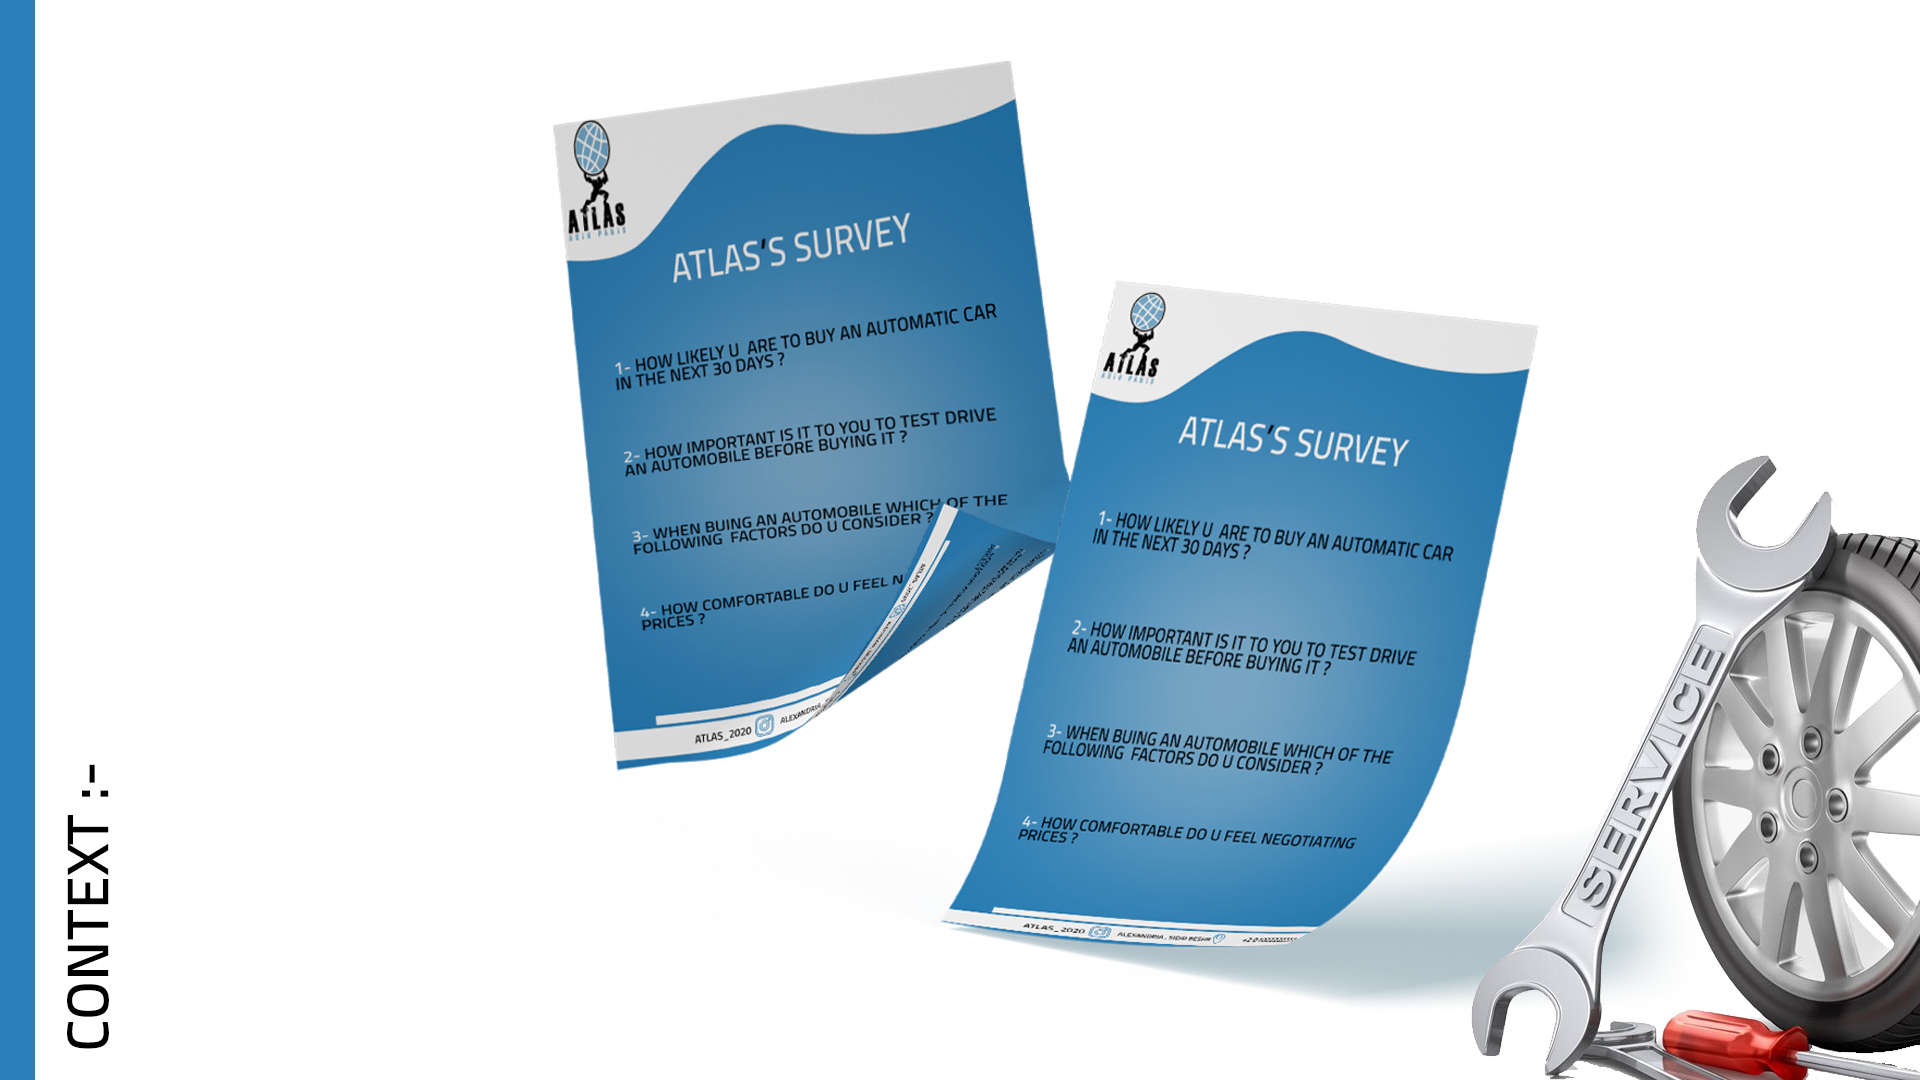 CONTEXT :-
ATLAS
ATLAS'S SURVEY
1- HOW LIKELY U ARE TO BUY AN AUTOMATIC CAR
IN THE NEXT 30 DAYS ?
2- HOW IMPORTANT IS IT TO YOU TO TEST DRIVE
AN AUTOMOBILE BEFORE BUYING IT ?
3- WHEN BUING AN AUTOMOBILE WHICH OF THE
FOLLOWING FACTORS DO U CONSIDER ?
4- HOW COMFORTABLE DO U FEEL N
PRICES ?
ATLAS_2020 ALEXANDRIA,
ATLAS
ATLAS'S SURVEY
1- HOW LIKELY U ARE TO BUY AN AUTOMATIC CAR
IN THE NEXT 30 DAYS ?
2- HOW IMPORTANT IS IT TO YOU TO TEST DRIVE
AN AUTOMOBILE BEFORE BUYING IT ?
3- WHEN BUING AN AUTOMOBILE WHICH OF THE
FOLLOWING FACTORS DO U CONSIDER ?
4- HOW COMFORTABLE DO U FEEL NEGOTIATING
PRICES ?
ATLAS_2020 ALEXANDRIA, SIDIR BESHR
SERVICE